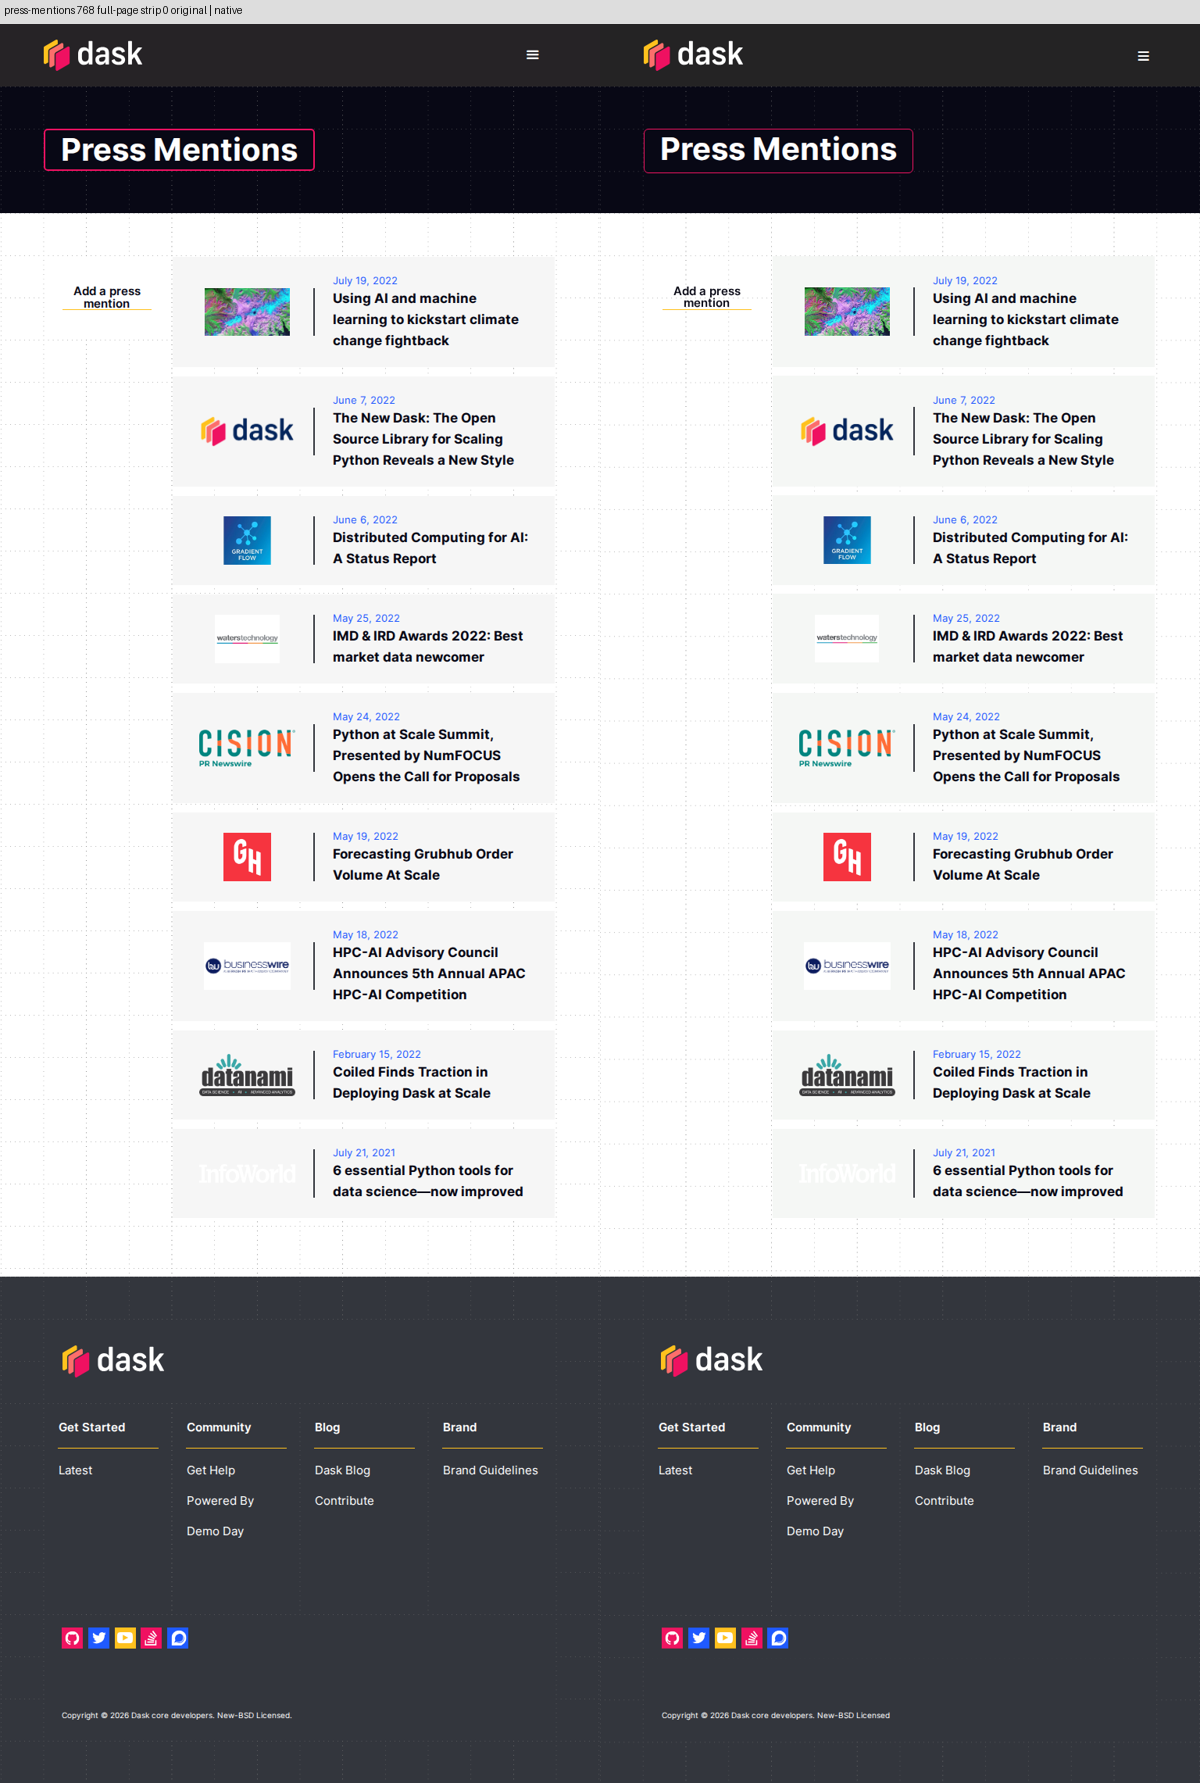 press-mentions 768 full-page strip 0 original | native
dask
Press Mentions
Add a press
mention
July 19, 2022
Using AI and machine
learning to kickstart climate
change fightback
dask
June 7, 2022
The New Dask: The Open
Source Library for Scaling
Python Reveals a New Style
GRADIENT
FLOW
June 6, 2022
Distributed Computing for AI:
A Status Report
waterstechnology
May 25, 2022
IMD & IRD Awards 2022: Best
market data newcomer
CISION
PR Newswire
May 24, 2022
Python at Scale Summit,
Presented by NumFOCUS
Opens the Call for Proposals
GH
May 19, 2022
Forecasting Grubhub Order
Volume At Scale
businesswire
May 18, 2022
HPC-AI Advisory Council
Announces 5th Annual APAC
HPC-AI Competition
datanami
DATA SCIENCE • AI • ADVANCED ANALYTICS
February 15, 2022
Coiled Finds Traction in
Deploying Dask at Scale
InfoWorld
July 21, 2021
6 essential Python tools for
data science—now improved
dask
Get Started
Community
Blog
Brand
Latest
Get Help
Dask Blog
Brand Guidelines
Powered By
Contribute
Demo Day
Copyright © 2026 Dask core developers. New-BSD Licensed.
dask
Press Mentions
Add a press
mention
July 19, 2022
Using AI and machine
learning to kickstart climate
change fightback
dask
June 7, 2022
The New Dask: The Open
Source Library for Scaling
Python Reveals a New Style
GRADIENT
FLOW
June 6, 2022
Distributed Computing for AI:
A Status Report
waterstechnology
May 25, 2022
IMD & IRD Awards 2022: Best
market data newcomer
CISION
PR Newswire
May 24, 2022
Python at Scale Summit,
Presented by NumFOCUS
Opens the Call for Proposals
GH
May 19, 2022
Forecasting Grubhub Order
Volume At Scale
businesswire
May 18, 2022
HPC-AI Advisory Council
Announces 5th Annual APAC
HPC-AI Competition
datanami
DATA SCIENCE • AI • ADVANCED ANALYTICS
February 15, 2022
Coiled Finds Traction in
Deploying Dask at Scale
InfoWorld
July 21, 2021
6 essential Python tools for
data science—now improved
dask
Get Started
Community
Blog
Brand
Latest
Get Help
Dask Blog
Brand Guidelines
Powered By
Contribute
Demo Day
Copyright © 2026 Dask core developers. New-BSD Licensed